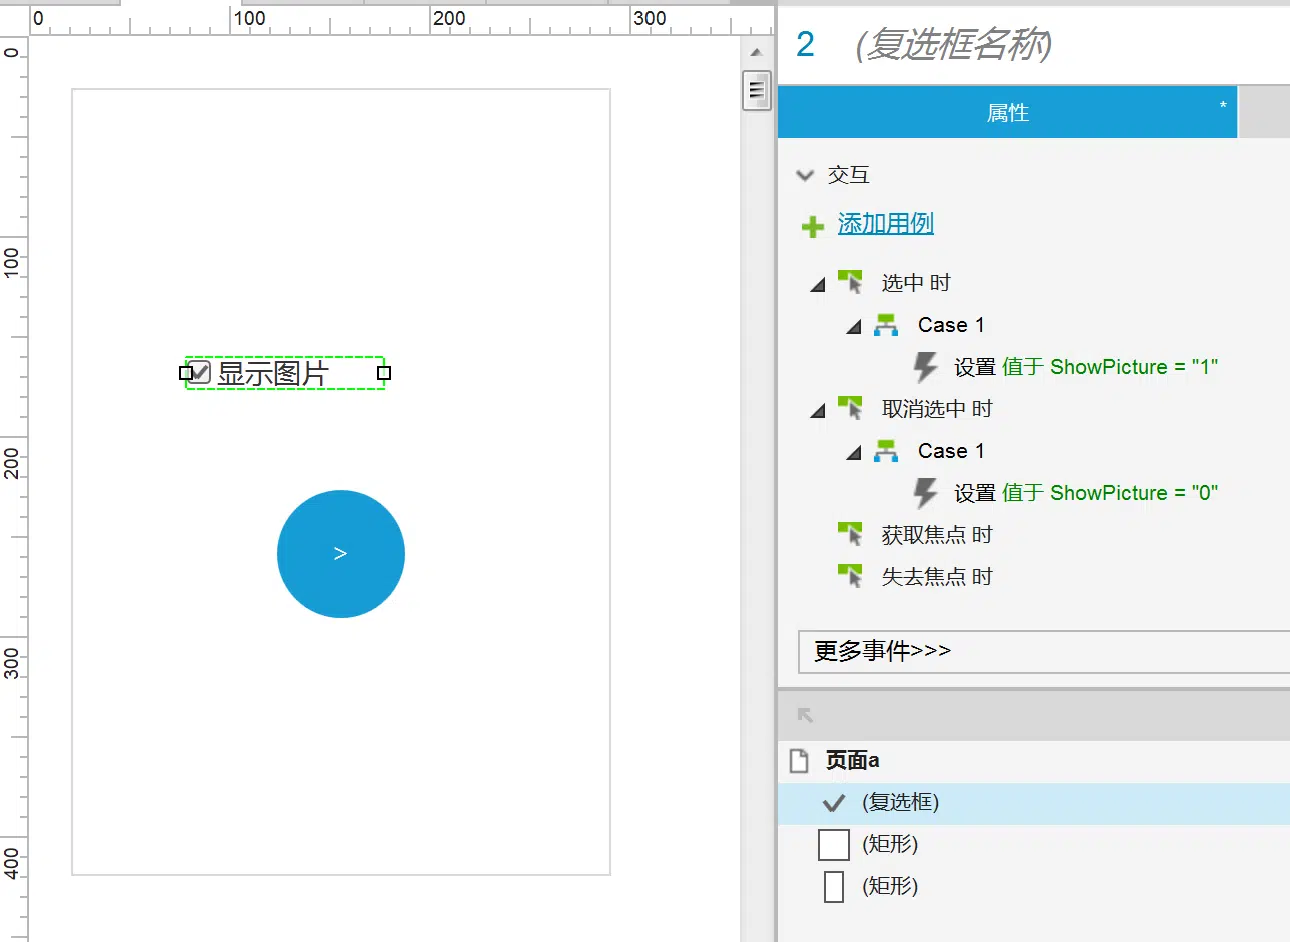 0
100
200
300
0
100
200
300
400
显示图片
>
2
(复选框名称)
属性
*
交互
添加用例
选中 时
Case 1
设置 值于 ShowPicture = "1"
取消选中 时
Case 1
设置 值于 ShowPicture = "0"
获取焦点 时
失去焦点 时
更多事件>>>
页面a
(复选框)
(矩形)
(矩形)